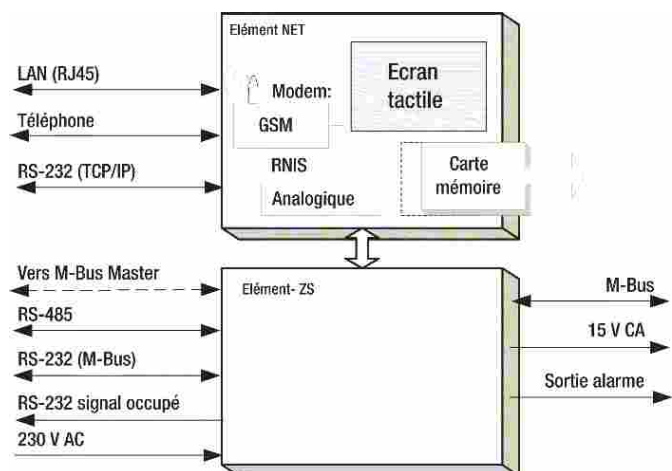 Elément NET
LAN (RJ45)
Téléphone
RS-232 (TCP/IP)
Modem:
GSM
RNIS
Analogique
Ecran
tactile
Carte
mémoire
Vers M-Bus Master
RS-485
RS-232 (M-Bus)
RS-232 signal occupé
230 V AC
Elément- ZS
M-Bus
15 V CA
Sortie alarme